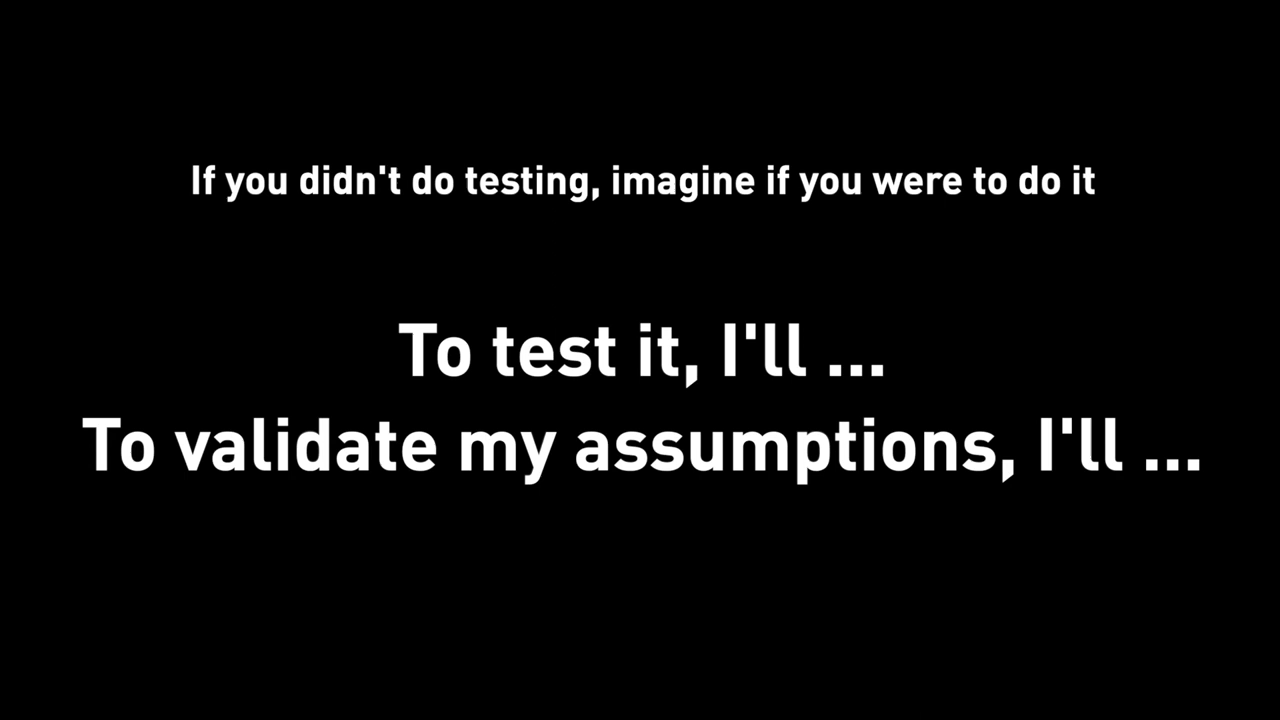 If you didn't do testing, imagine if you were to do it
To test it, I'll ...
To validate my assumptions, I'll ...